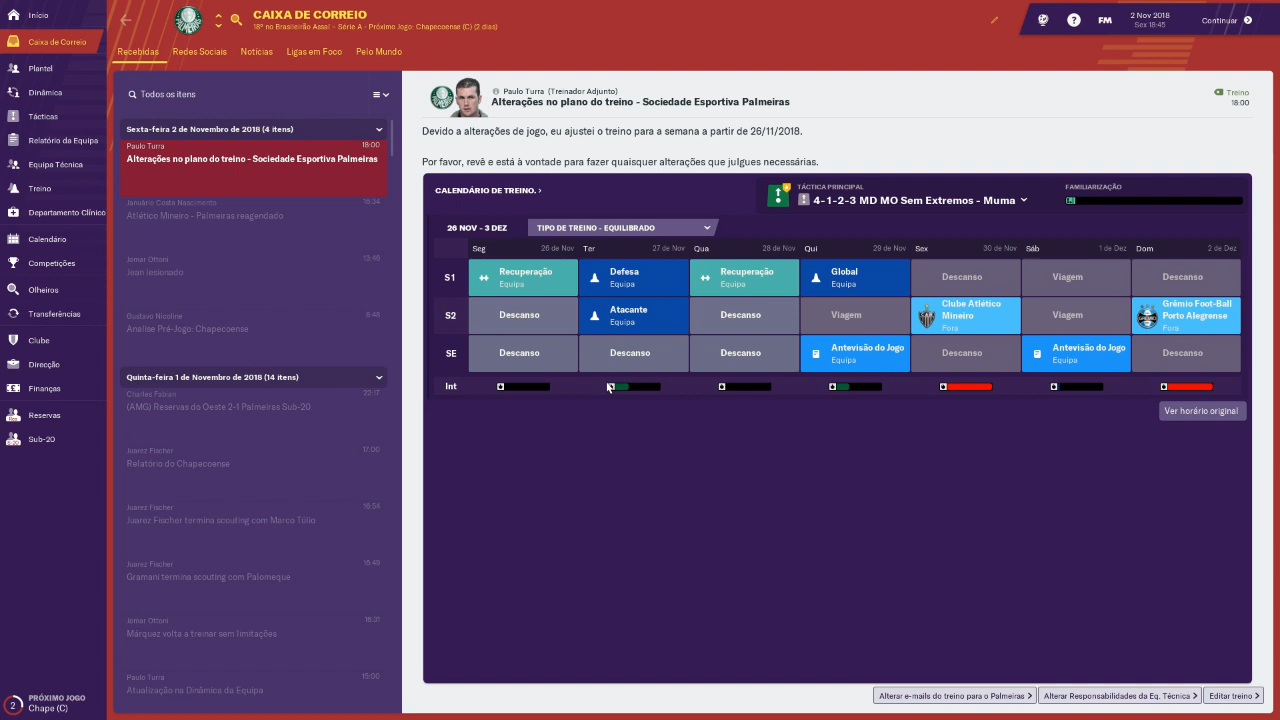 Início
Caixa de Correio
Plantel
Dinâmica
Tácticas
Relatório da Equipa
Equipa Técnica
Treino
Departamento Clínico
Calendário
Competições
Olheiros
Transferências
Clube
Direcção
Finanças
Reservas
Sub-20
2
PRÓXIMO JOGO
Chape (C)
CAIXA DE CORREIO
18º no Brasileirão Assaí - Série A - Próximo Jogo: Chapecoense (C) (2 dias)
FM
2 Nov 2018
Sex 18:45
Continuar
Recebidas
Redes Sociais
Notícias
Ligas em Foco
Pelo Mundo
Todos os itens
Sexta-feira 2 de Novembro de 2018 (4 itens)
Paulo Turra 18:00
Alterações no plano do treino - Sociedade Esportiva Palmeiras
Januário Costa Nascimento
Atlético Mineiro - Palmeiras reagendado
Jomar Ottoni
Jean lesionado
Gustavo Nicoline 8:48
Analise Pré-Jogo: Chapecoense
Quinta-feira 1 de Novembro de 2018 (14 itens)
Charles Fabian 22:17
(AMG) Reservas do Oeste 2-1 Palmeiras Sub-20
Juarez Fischer 17:00
Relatório do Chapecoense
Juarez Fischer
Juarez Fischer termina scouting com Marco Túlio
Juarez Fischer
Gramani termina scouting com Palomeque
Jomar Ottoni
Márquez volta a treinar sem limitações
Paulo Turra 15:00
Atualização na Dinâmica da Equipa
Paulo Turra (Treinador Adjunto)
Alterações no plano do treino - Sociedade Esportiva Palmeiras
Treino
18:00
Devido a alterações de jogo, eu ajustei o treino para a semana a partir de 26/11/2018.
Por favor, revê e está à vontade para fazer quaisquer alterações que julgues necessárias.
CALENDÁRIO DE TREINO. ›
TÁCTICA PRINCIPAL
4-1-2-3 MD MO Sem Extremos - Muma
FAMILIARIZAÇÃO
26 NOV - 3 DEZ
TIPO DE TREINO - EQUILIBRADO
Seg 26 de Nov Ter 27 de Nov Qua 28 de Nov Qui 29 de Nov Sex 30 de Nov Sáb 1 de Dez Dom 2 de Dez
S1 Recuperação Equipa Defesa Equipa Recuperação Equipa Global Equipa Descanso Viagem Descanso
S2 Descanso Atacante Equipa Descanso Viagem Clube Atlético Mineiro Fora Viagem Grêmio Foot-Ball Porto Alegrense Fora
SE Descanso Descanso Descanso Antevisão do Jogo Equipa Descanso Antevisão do Jogo Equipa Descanso
Int
Ver horário original
Alterar e-mails do treino para o Palmeiras
Alterar Responsabilidades da Eq. Técnica
Editar treino